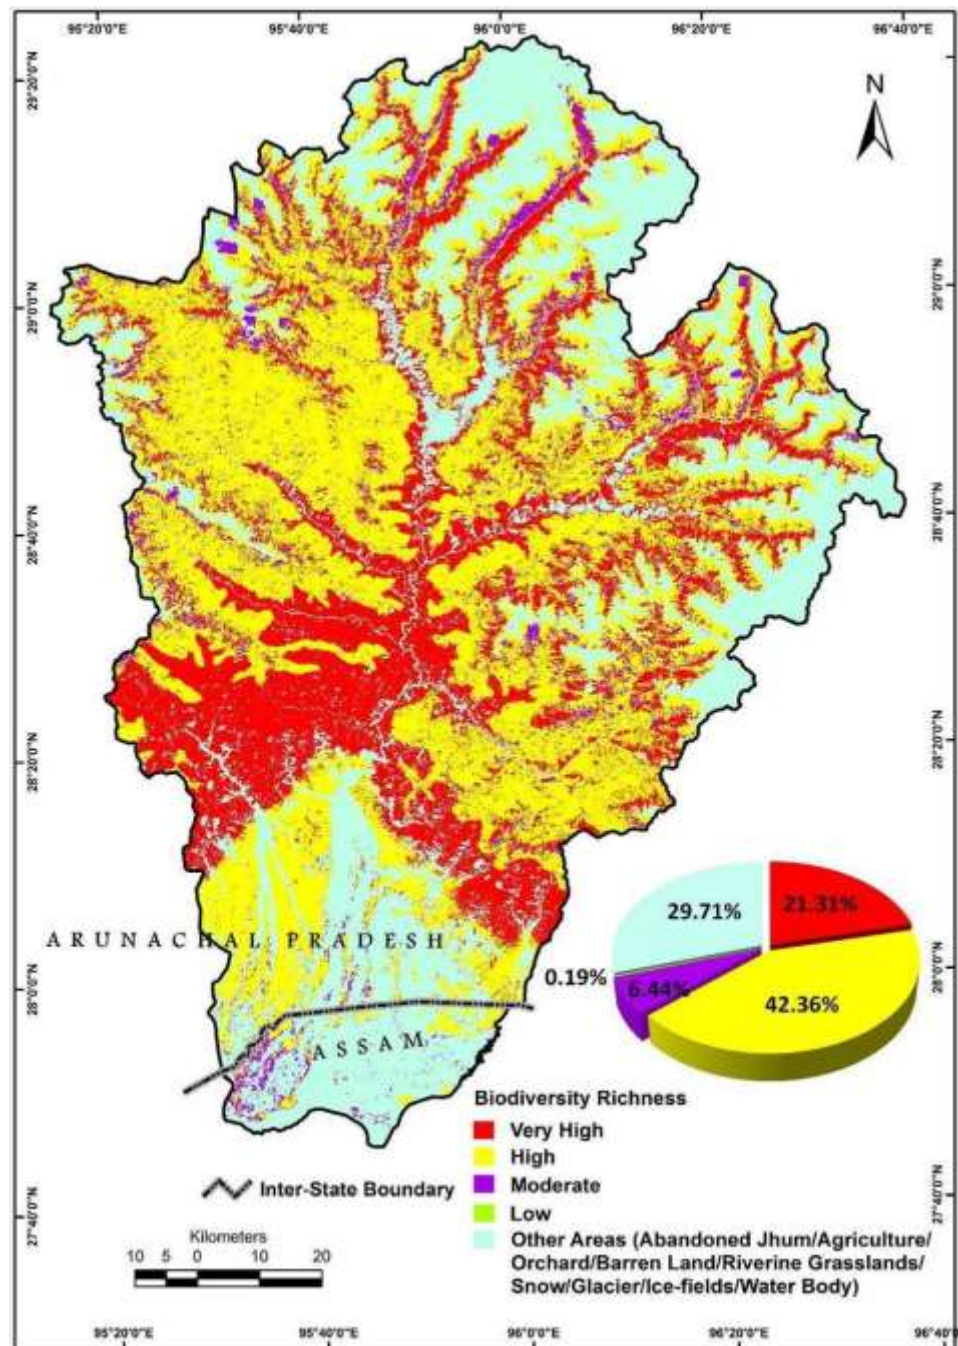 95°20'0"E 95°40'0"E 96°0'0"E 96°20'0"E 96°40'0"E
29°20'0"N
N
29°0'0"N
29°0'0"N
28°40'0"N
28°40'0"N
28°20'0"N
28°20'0"N
29.71%
21.31%
ARUNACHAL PRADESH
0.19%
6.44%
42.36%
28°0'0"N
28°0'0"N
ASSAM
Biodiversity Richness
Very High
High
Moderate
Low
Other Areas (Abandoned Jhum/Agriculture/
Orchard/Barren Land/Riverine Grasslands/
Snow/Glacier/Ice-fields/Water Body)
Inter-State Boundary
27°40'0"N
27°40'0"N
Kilometers
10 5 0 10 20
95°20'0"E 95°40'0"E 96°0'0"E 96°20'0"E 96°40'0